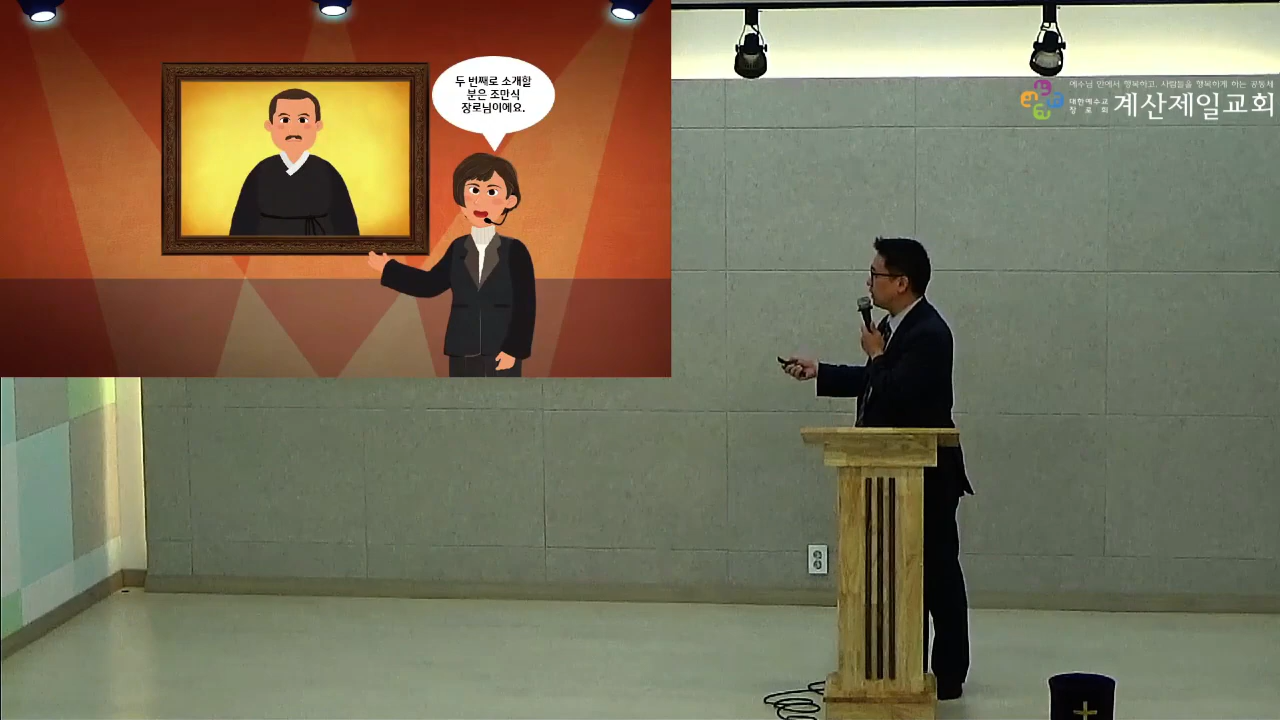 두 번째로 소개할
분은 조만식
장로님이에요.
예수님 안에서 행복하고, 사람들을 행복하게 하는 공동체
대한예수교
장로회
계산제일교회